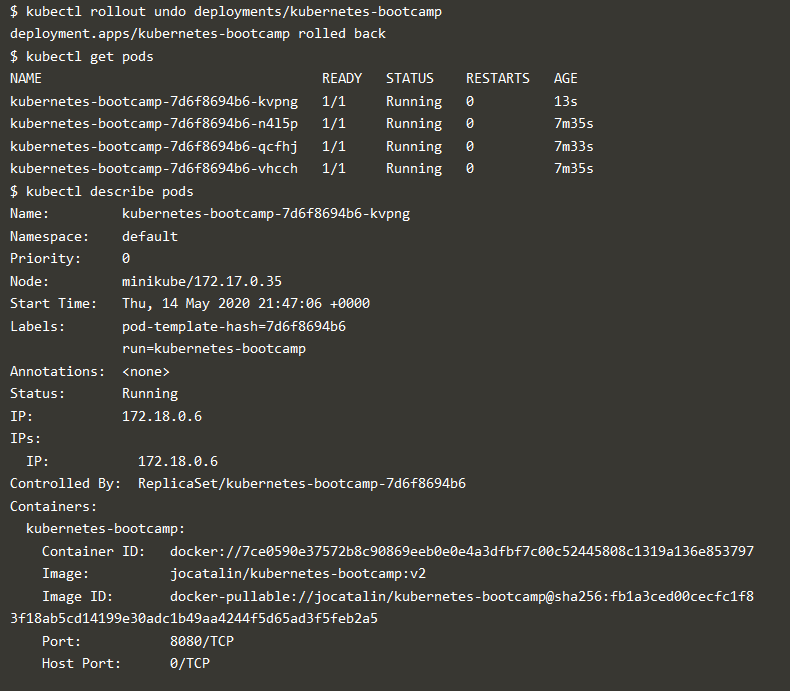 $ kubectl rollout undo deployments/kubernetes-bootcamp
deployment.apps/kubernetes-bootcamp rolled back
$ kubectl get pods
NAME                                   READY   STATUS    RESTARTS   AGE
kubernetes-bootcamp-7d6f8694b6-kvpng   1/1     Running   0          13s
kubernetes-bootcamp-7d6f8694b6-n4l5p   1/1     Running   0          7m35s
kubernetes-bootcamp-7d6f8694b6-qcfhj   1/1     Running   0          7m33s
kubernetes-bootcamp-7d6f8694b6-vhcch   1/1     Running   0          7m35s
$ kubectl describe pods
Name:         kubernetes-bootcamp-7d6f8694b6-kvpng
Namespace:    default
Priority:     0
Node:         minikube/172.17.0.35
Start Time:   Thu, 14 May 2020 21:47:06 +0000
Labels:       pod-template-hash=7d6f8694b6
              run=kubernetes-bootcamp
Annotations:  <none>
Status:       Running
IP:           172.18.0.6
IPs:
  IP:           172.18.0.6
Controlled By:  ReplicaSet/kubernetes-bootcamp-7d6f8694b6
Containers:
  kubernetes-bootcamp:
    Container ID:   docker://7ce0590e37572b8c90869eeb0e0e4a3dfbf7c00c52445808c1319a136e853797
    Image:          jocatalin/kubernetes-bootcamp:v2
    Image ID:       docker-pullable://jocatalin/kubernetes-bootcamp@sha256:fb1a3ced00cecfc1f8
3f18ab5cd14199e30adc1b49aa4244f5d65ad3f5feb2a5
    Port:           8080/TCP
    Host Port:      0/TCP